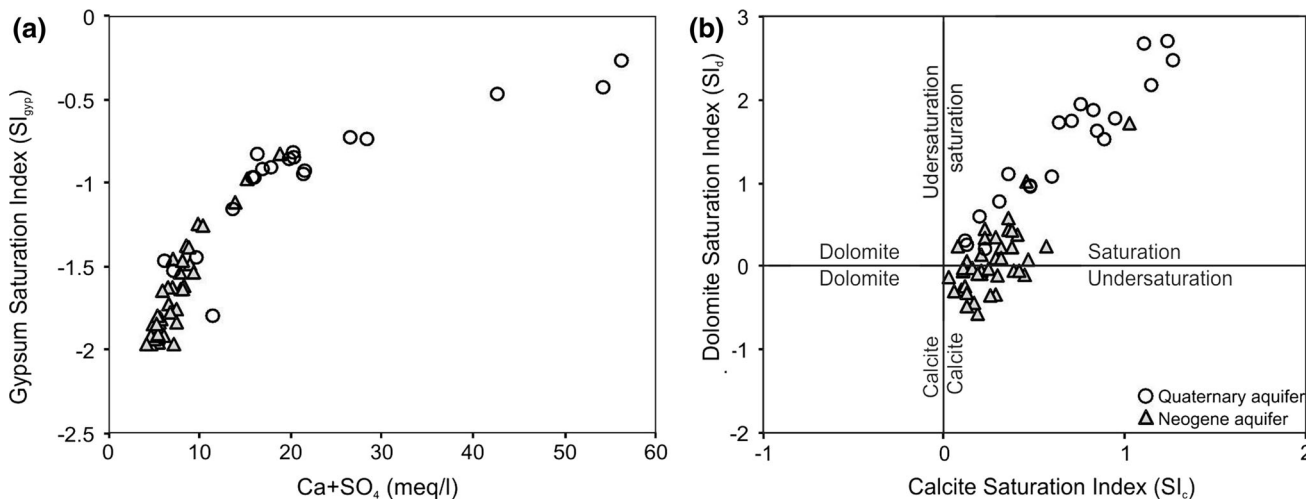 (a)
0
-0.5
-1
-1.5
-2
-2.5
Gypsum Saturation Index (SIgyp)
0
10
20
30
40
50
60
Ca+SO4 (meq/l)
(b)
3
2
1
0
-1
-2
Dolomite Saturation Index (SId)
Udersaturation
saturation
Dolomite
Saturation
Dolomite
Undersaturation
Calcite
Calcite
Quaternary aquifer
Neogene aquifer
-1
0
1
2
Calcite Saturation Index (SIc)